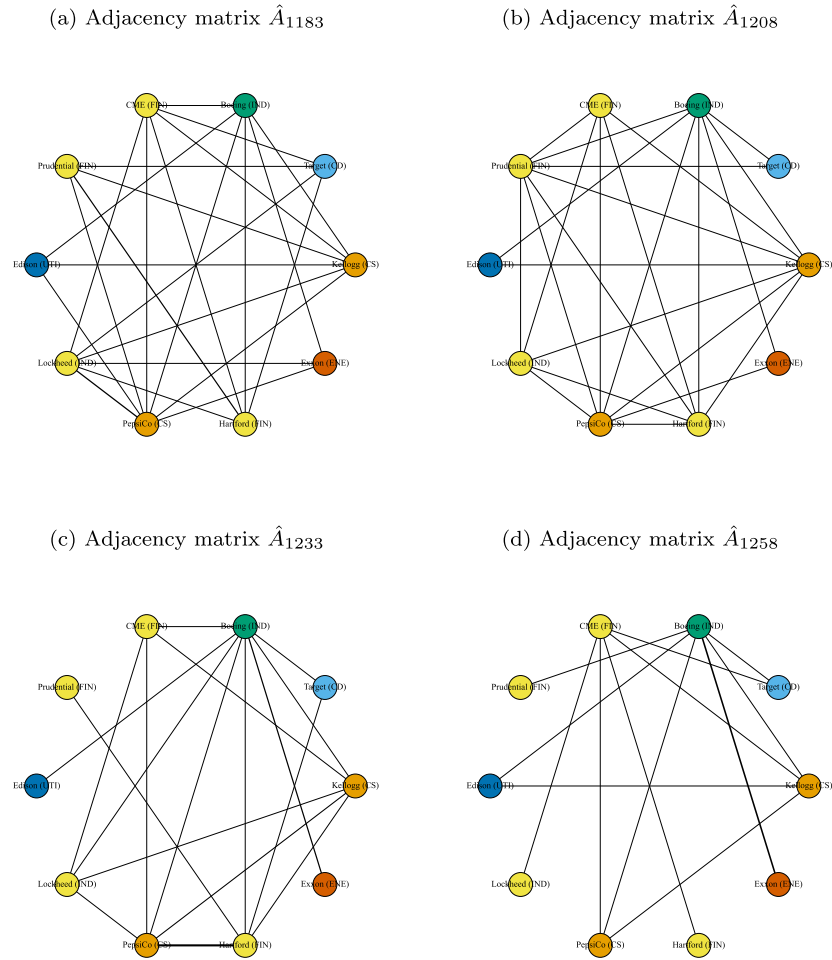 (a) Adjacency matrix Â₁₁₈₃
(b) Adjacency matrix Â₁₂₀₈
CME (FIN)
Boeing (IND)
Prudential (FIN)
Target (CD)
Edison (UTI)
Kellogg (CS)
Lockheed (IND)
Exxon (ENE)
PepsiCo (CS)
Hartford (FIN)
CME (FIN)
Boeing (IND)
Prudential (FIN)
Target (CD)
Edison (UTI)
Kellogg (CS)
Lockheed (IND)
Exxon (ENE)
PepsiCo (CS)
Hartford (FIN)
(c) Adjacency matrix Â₁₂₃₃
(d) Adjacency matrix Â₁₂₅₈
CME (FIN)
Boeing (IND)
Prudential (FIN)
Target (CD)
Edison (UTI)
Kellogg (CS)
Lockheed (IND)
Exxon (ENE)
PepsiCo (CS)
Hartford (FIN)
CME (FIN)
Boeing (IND)
Prudential (FIN)
Target (CD)
Edison (UTI)
Kellogg (CS)
Lockheed (IND)
Exxon (ENE)
PepsiCo (CS)
Hartford (FIN)